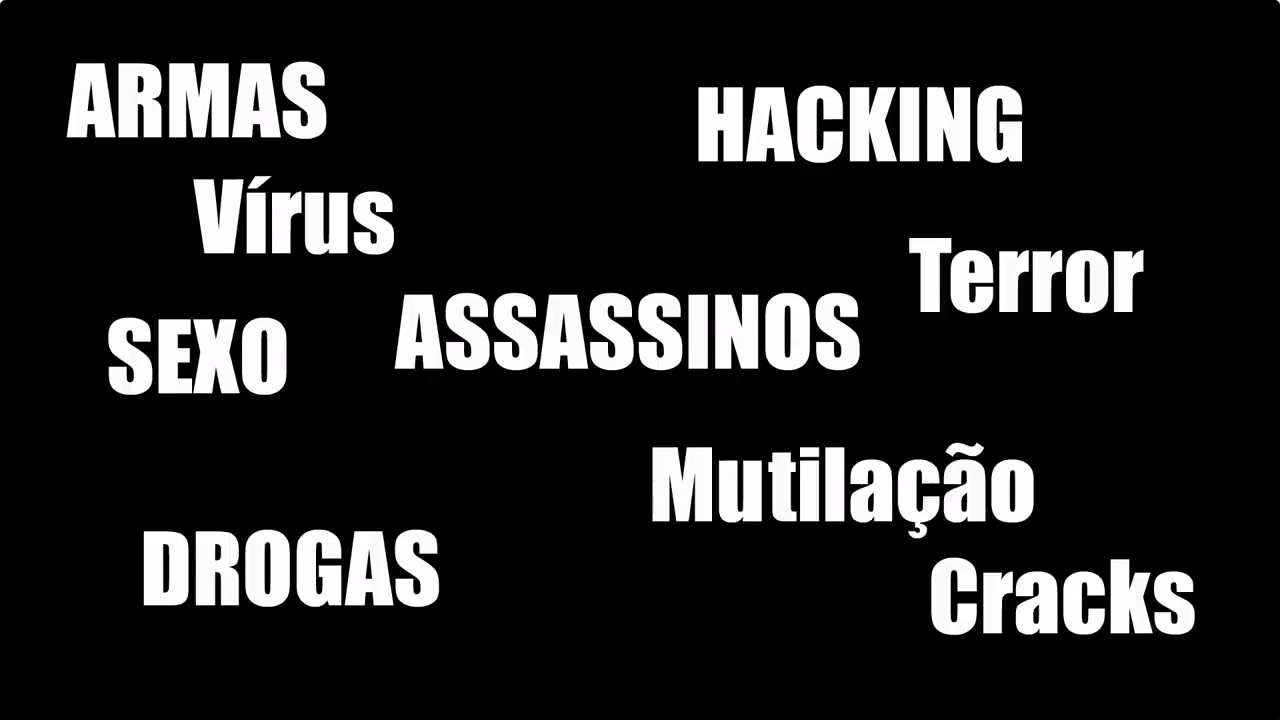 ARMAS
HACKING
Vírus
Terror
ASSASSINOS
SEXO
Mutilação
DROGAS
Cracks